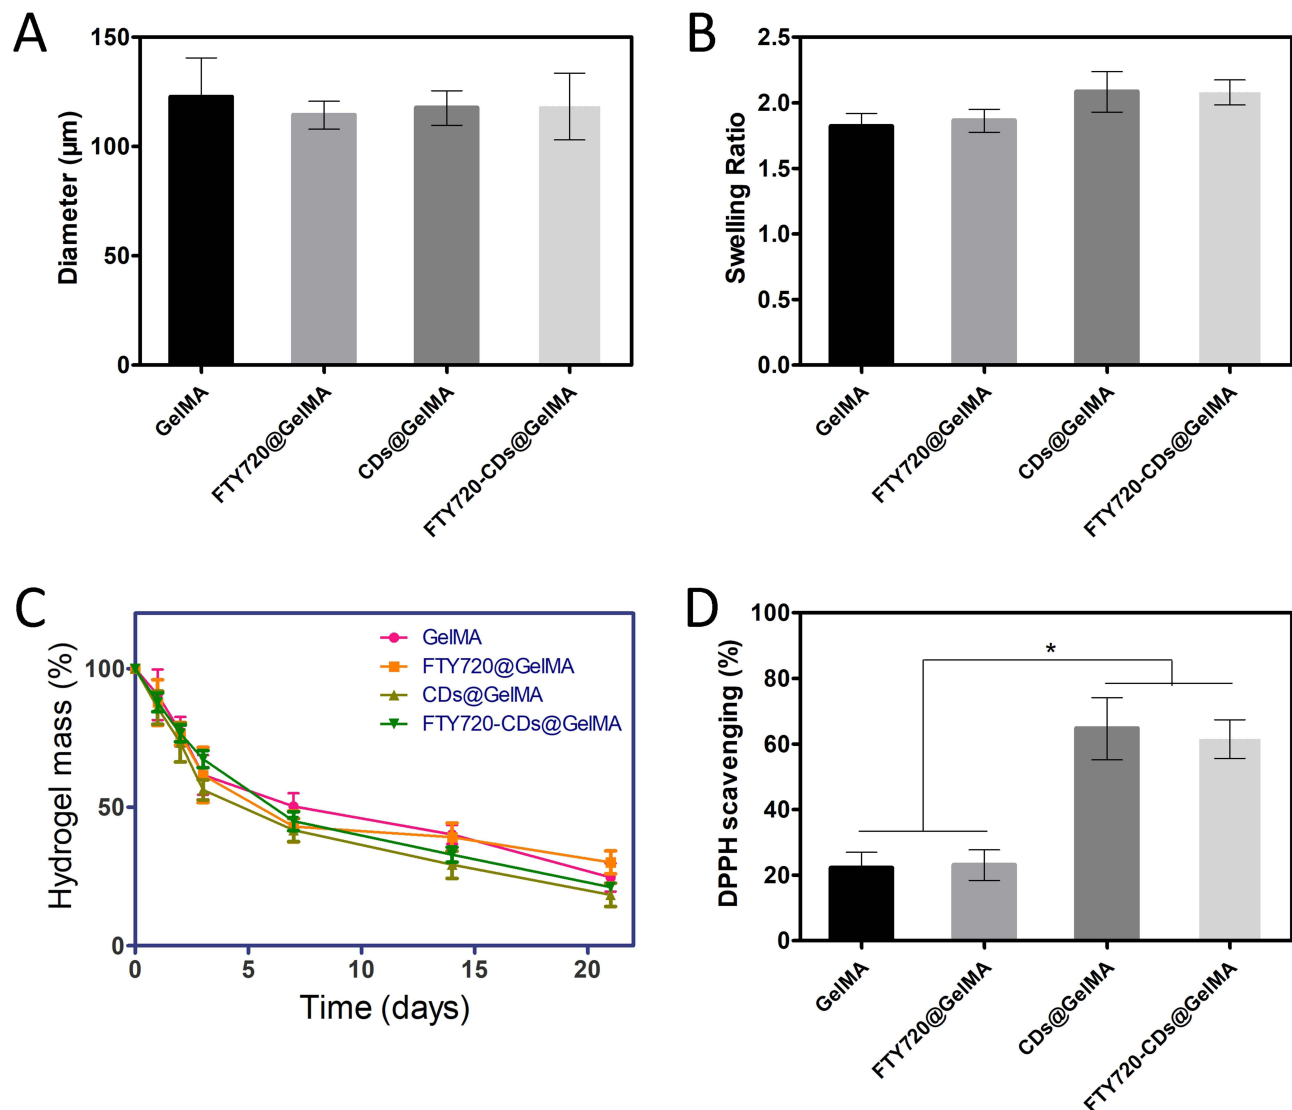 A
Diameter (µm)
150
100
50
0
GelMA
FTY720@GelMA
CDs@GelMA
FTY720-CDs@GelMA
B
Swelling Ratio
2.5
2.0
1.5
1.0
0.5
0.0
GelMA
FTY720@GelMA
CDs@GelMA
FTY720-CDs@GelMA
C
Hydrogel mass (%)
100
50
0
GelMA
FTY720@GelMA
CDs@GelMA
FTY720-CDs@GelMA
0 5 10 15 20
Time (days)
D
DPPH scavenging (%)
100
80
60
40
20
0
*
GelMA
FTY720@GelMA
CDs@GelMA
FTY720-CDs@GelMA